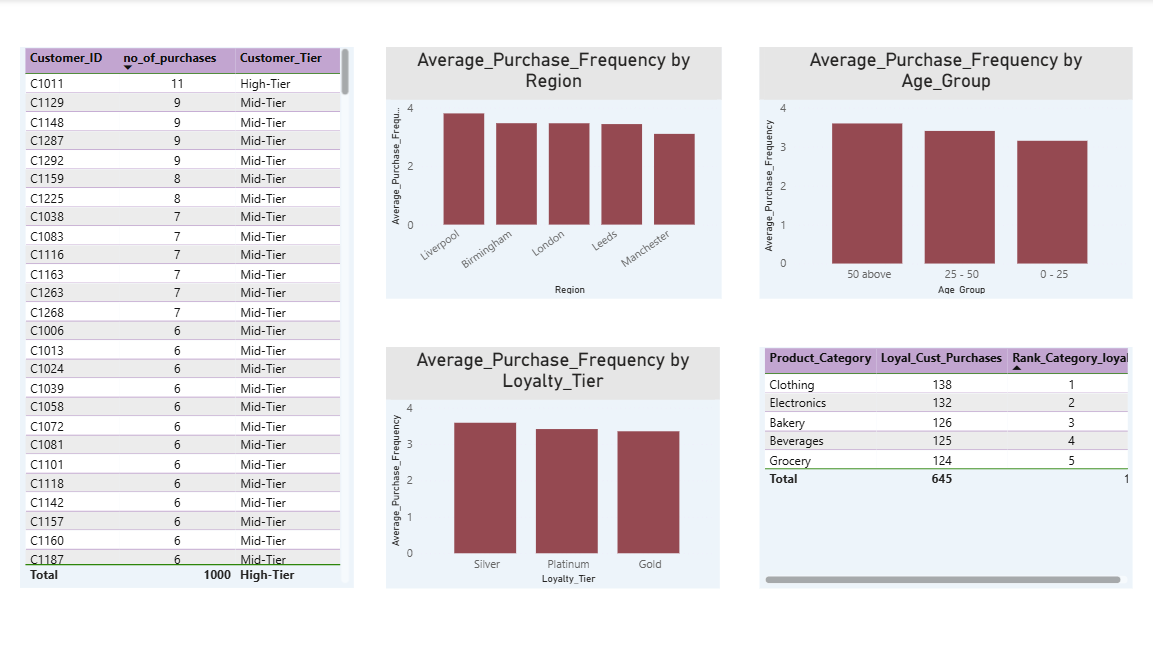 Customer_ID no_of_purchases Customer_Tier
C1011 11 High-Tier
C1129 9 Mid-Tier
C1148 9 Mid-Tier
C1287 9 Mid-Tier
C1292 9 Mid-Tier
C1159 8 Mid-Tier
C1225 8 Mid-Tier
C1038 7 Mid-Tier
C1083 7 Mid-Tier
C1116 7 Mid-Tier
C1163 7 Mid-Tier
C1263 7 Mid-Tier
C1268 7 Mid-Tier
C1006 6 Mid-Tier
C1013 6 Mid-Tier
C1024 6 Mid-Tier
C1039 6 Mid-Tier
C1058 6 Mid-Tier
C1072 6 Mid-Tier
C1081 6 Mid-Tier
C1101 6 Mid-Tier
C1118 6 Mid-Tier
C1142 6 Mid-Tier
C1157 6 Mid-Tier
C1160 6 Mid-Tier
C1187 6 Mid-Tier
Total 1000 High-Tier
Average_Purchase_Frequency by
Region
Average_Purchase_Frequ...
4
2
0
Liverpool Birmingham London Leeds Manchester
Region
Average_Purchase_Frequency by
Age_Group
Average_Purchase_Frequency
4
3
2
1
0
50 above 25 - 50 0 - 25
Age_Group
Average_Purchase_Frequency by
Loyalty_Tier
Average_Purchase_Frequency
4
3
2
1
0
Silver Platinum Gold
Loyalty_Tier
Product_Category Loyal_Cust_Purchases Rank_Category_loyal
Clothing 138 1
Electronics 132 2
Bakery 126 3
Beverages 125 4
Grocery 124 5
Total 645 1